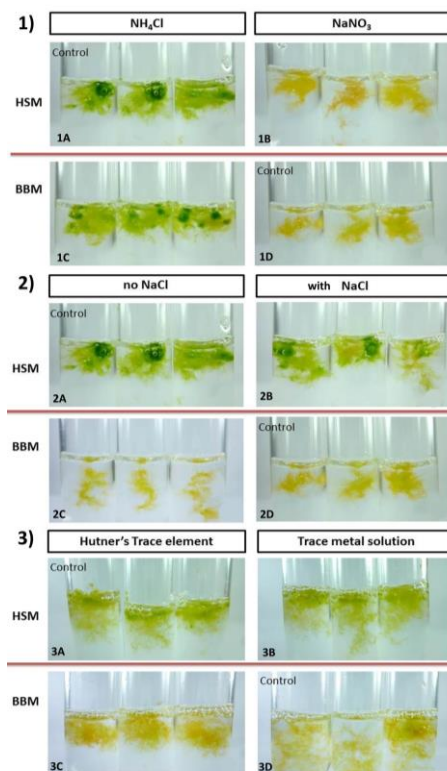 1)
NH₄Cl
NaNO₃
Control
HSM
1A
1B
BBM
Control
1C
1D
2)
no NaCl
with NaCl
Control
HSM
2A
2B
BBM
Control
2C
2D
3)
Hutner's Trace element
Trace metal solution
Control
HSM
3A
3B
BBM
Control
3C
3D